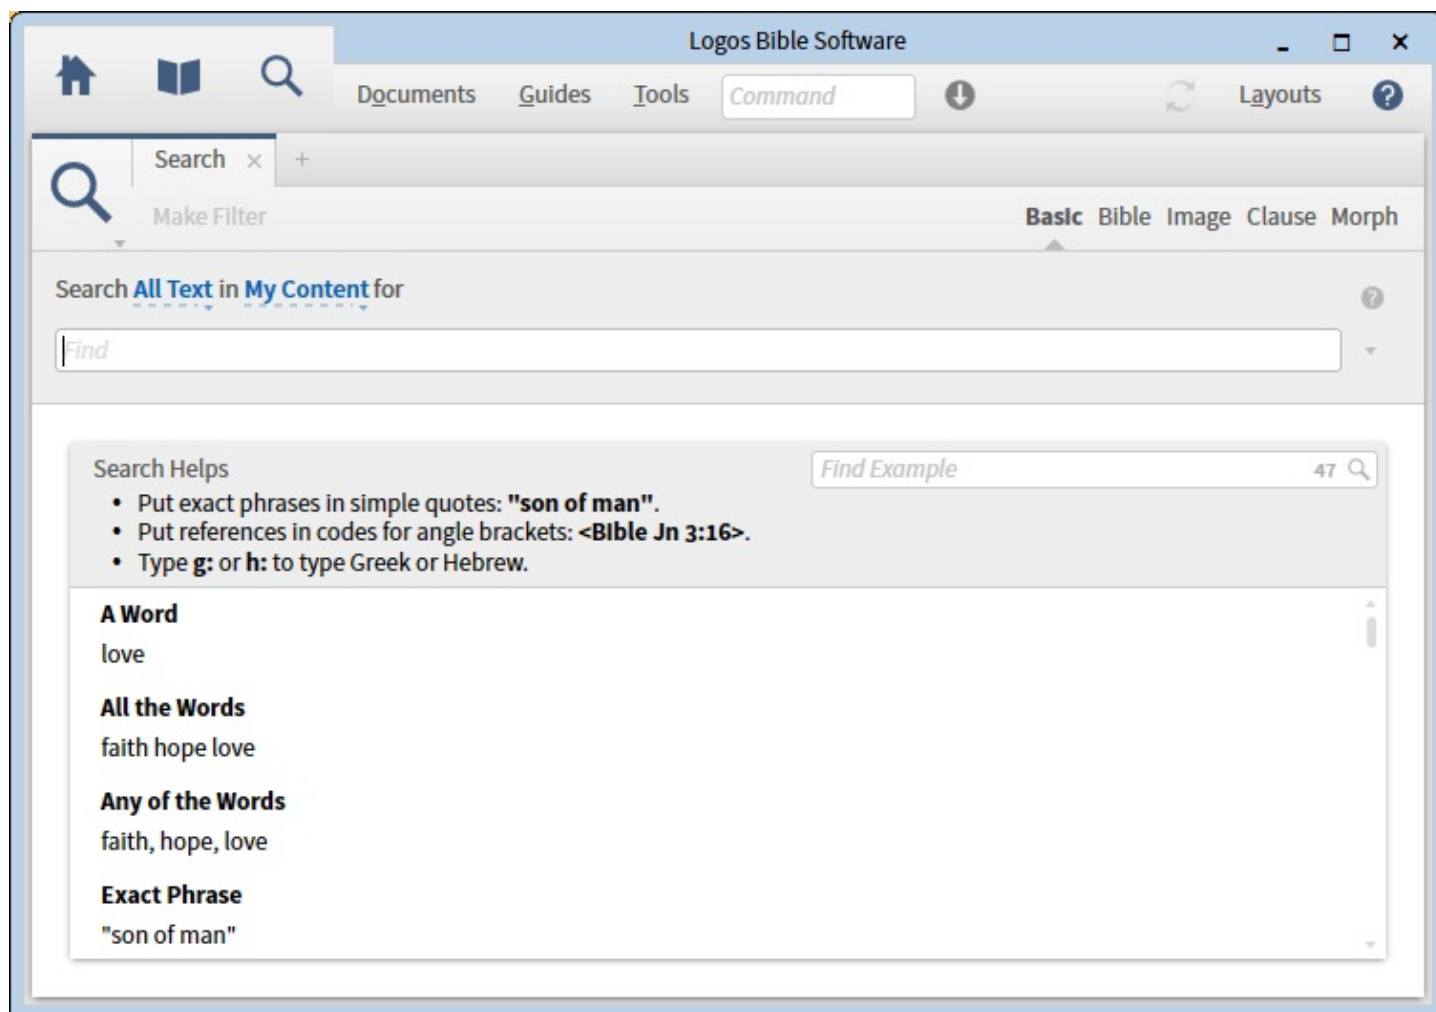 Logos Bible Software
Documents Guides Tools Command Layouts ?
Search × +
Make Filter Basic Bible Image Clause Morph
Search All Text in My Content for ?
Find
Search Helps Find Example 47
• Put exact phrases in simple quotes: "son of man".
• Put references in codes for angle brackets: <BIble Jn 3:16>.
• Type g: or h: to type Greek or Hebrew.
A Word
love
All the Words
faith hope love
Any of the Words
faith, hope, love
Exact Phrase
"son of man"